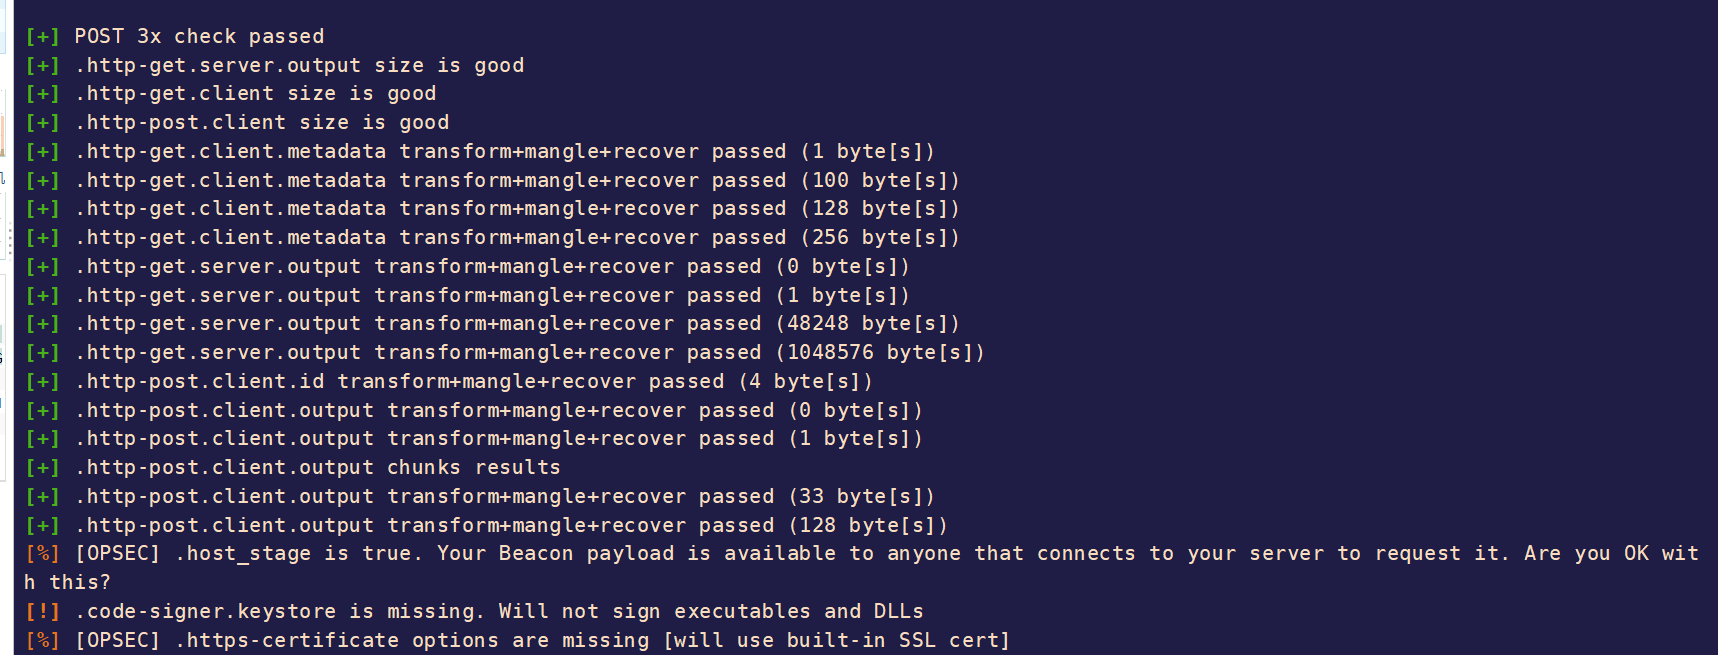 [+] POST 3x check passed
[+] .http-get.server.output size is good
[+] .http-get.client size is good
[+] .http-post.client size is good
[+] .http-get.client.metadata transform+mangle+recover passed (1 byte[s])
[+] .http-get.client.metadata transform+mangle+recover passed (100 byte[s])
[+] .http-get.client.metadata transform+mangle+recover passed (128 byte[s])
[+] .http-get.client.metadata transform+mangle+recover passed (256 byte[s])
[+] .http-get.server.output transform+mangle+recover passed (0 byte[s])
[+] .http-get.server.output transform+mangle+recover passed (1 byte[s])
[+] .http-get.server.output transform+mangle+recover passed (48248 byte[s])
[+] .http-get.server.output transform+mangle+recover passed (1048576 byte[s])
[+] .http-post.client.id transform+mangle+recover passed (4 byte[s])
[+] .http-post.client.output transform+mangle+recover passed (0 byte[s])
[+] .http-post.client.output transform+mangle+recover passed (1 byte[s])
[+] .http-post.client.output chunks results
[+] .http-post.client.output transform+mangle+recover passed (33 byte[s])
[+] .http-post.client.output transform+mangle+recover passed (128 byte[s])
[%] [OPSEC] .host_stage is true. Your Beacon payload is available to anyone that connects to your server to request it. Are you OK wit
h this?
[!] .code-signer.keystore is missing. Will not sign executables and DLLs
[%] [OPSEC] .https-certificate options are missing [will use built-in SSL cert]